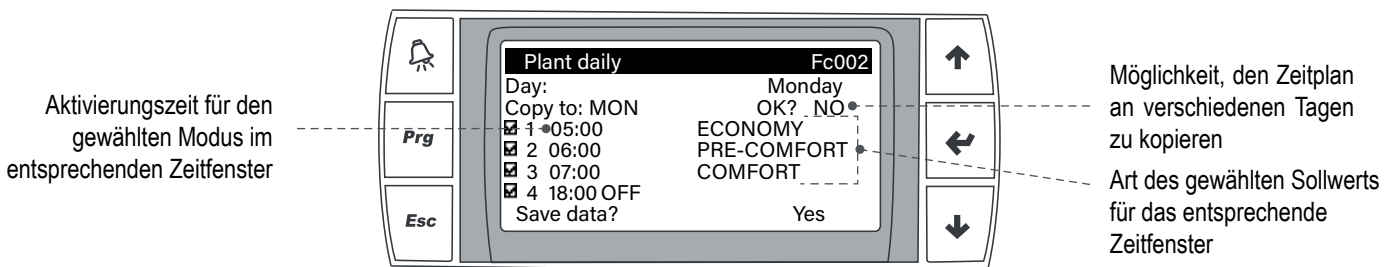 Aktivierungszeit für den
gewählten Modus im
entsprechenden Zeitfenster
Prg
Esc
Plant daily Fc002
Day: Monday
Copy to: MON OK? NO
1 05:00 ECONOMY
2 06:00 PRE-COMFORT
3 07:00 COMFORT
4 18:00 OFF
Save data? Yes
Möglichkeit, den Zeitplan
an verschiedenen Tagen
zu kopieren
Art des gewählten Sollwerts
für das entsprechende
Zeitfenster